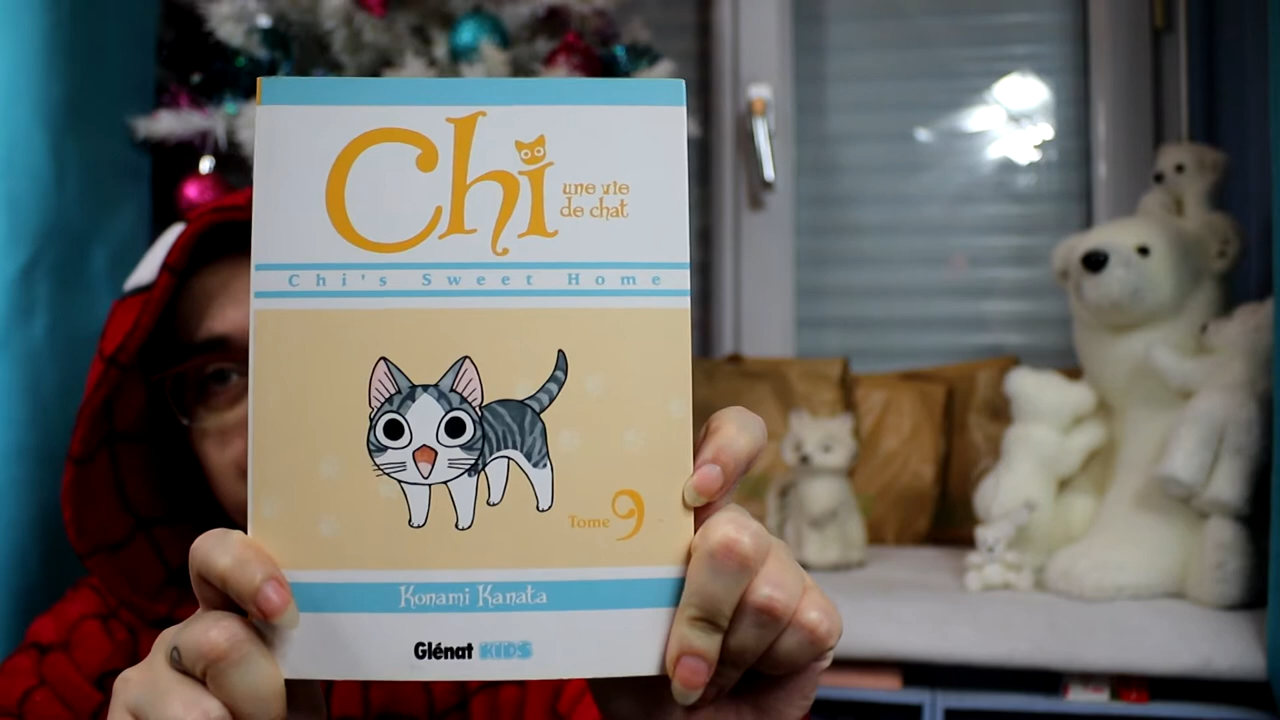 Chi
une vie
de chat
Chi's Sweet Home
Tome 9
Konami Kanata
Glénat KIDS